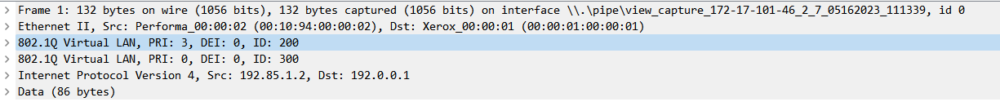 Frame 1: 132 bytes on wire (1056 bits), 132 bytes captured (1056 bits) on interface \\.\pipe\view_capture_172-17-101-46_2_7_05162023_111339, id 0
Ethernet II, Src: Performa_00:00:02 (00:10:94:00:00:02), Dst: Xerox_00:00:01 (00:00:01:00:00:01)
802.1Q Virtual LAN, PRI: 3, DEI: 0, ID: 200
802.1Q Virtual LAN, PRI: 0, DEI: 0, ID: 300
Internet Protocol Version 4, Src: 192.85.1.2, Dst: 192.0.0.1
Data (86 bytes)